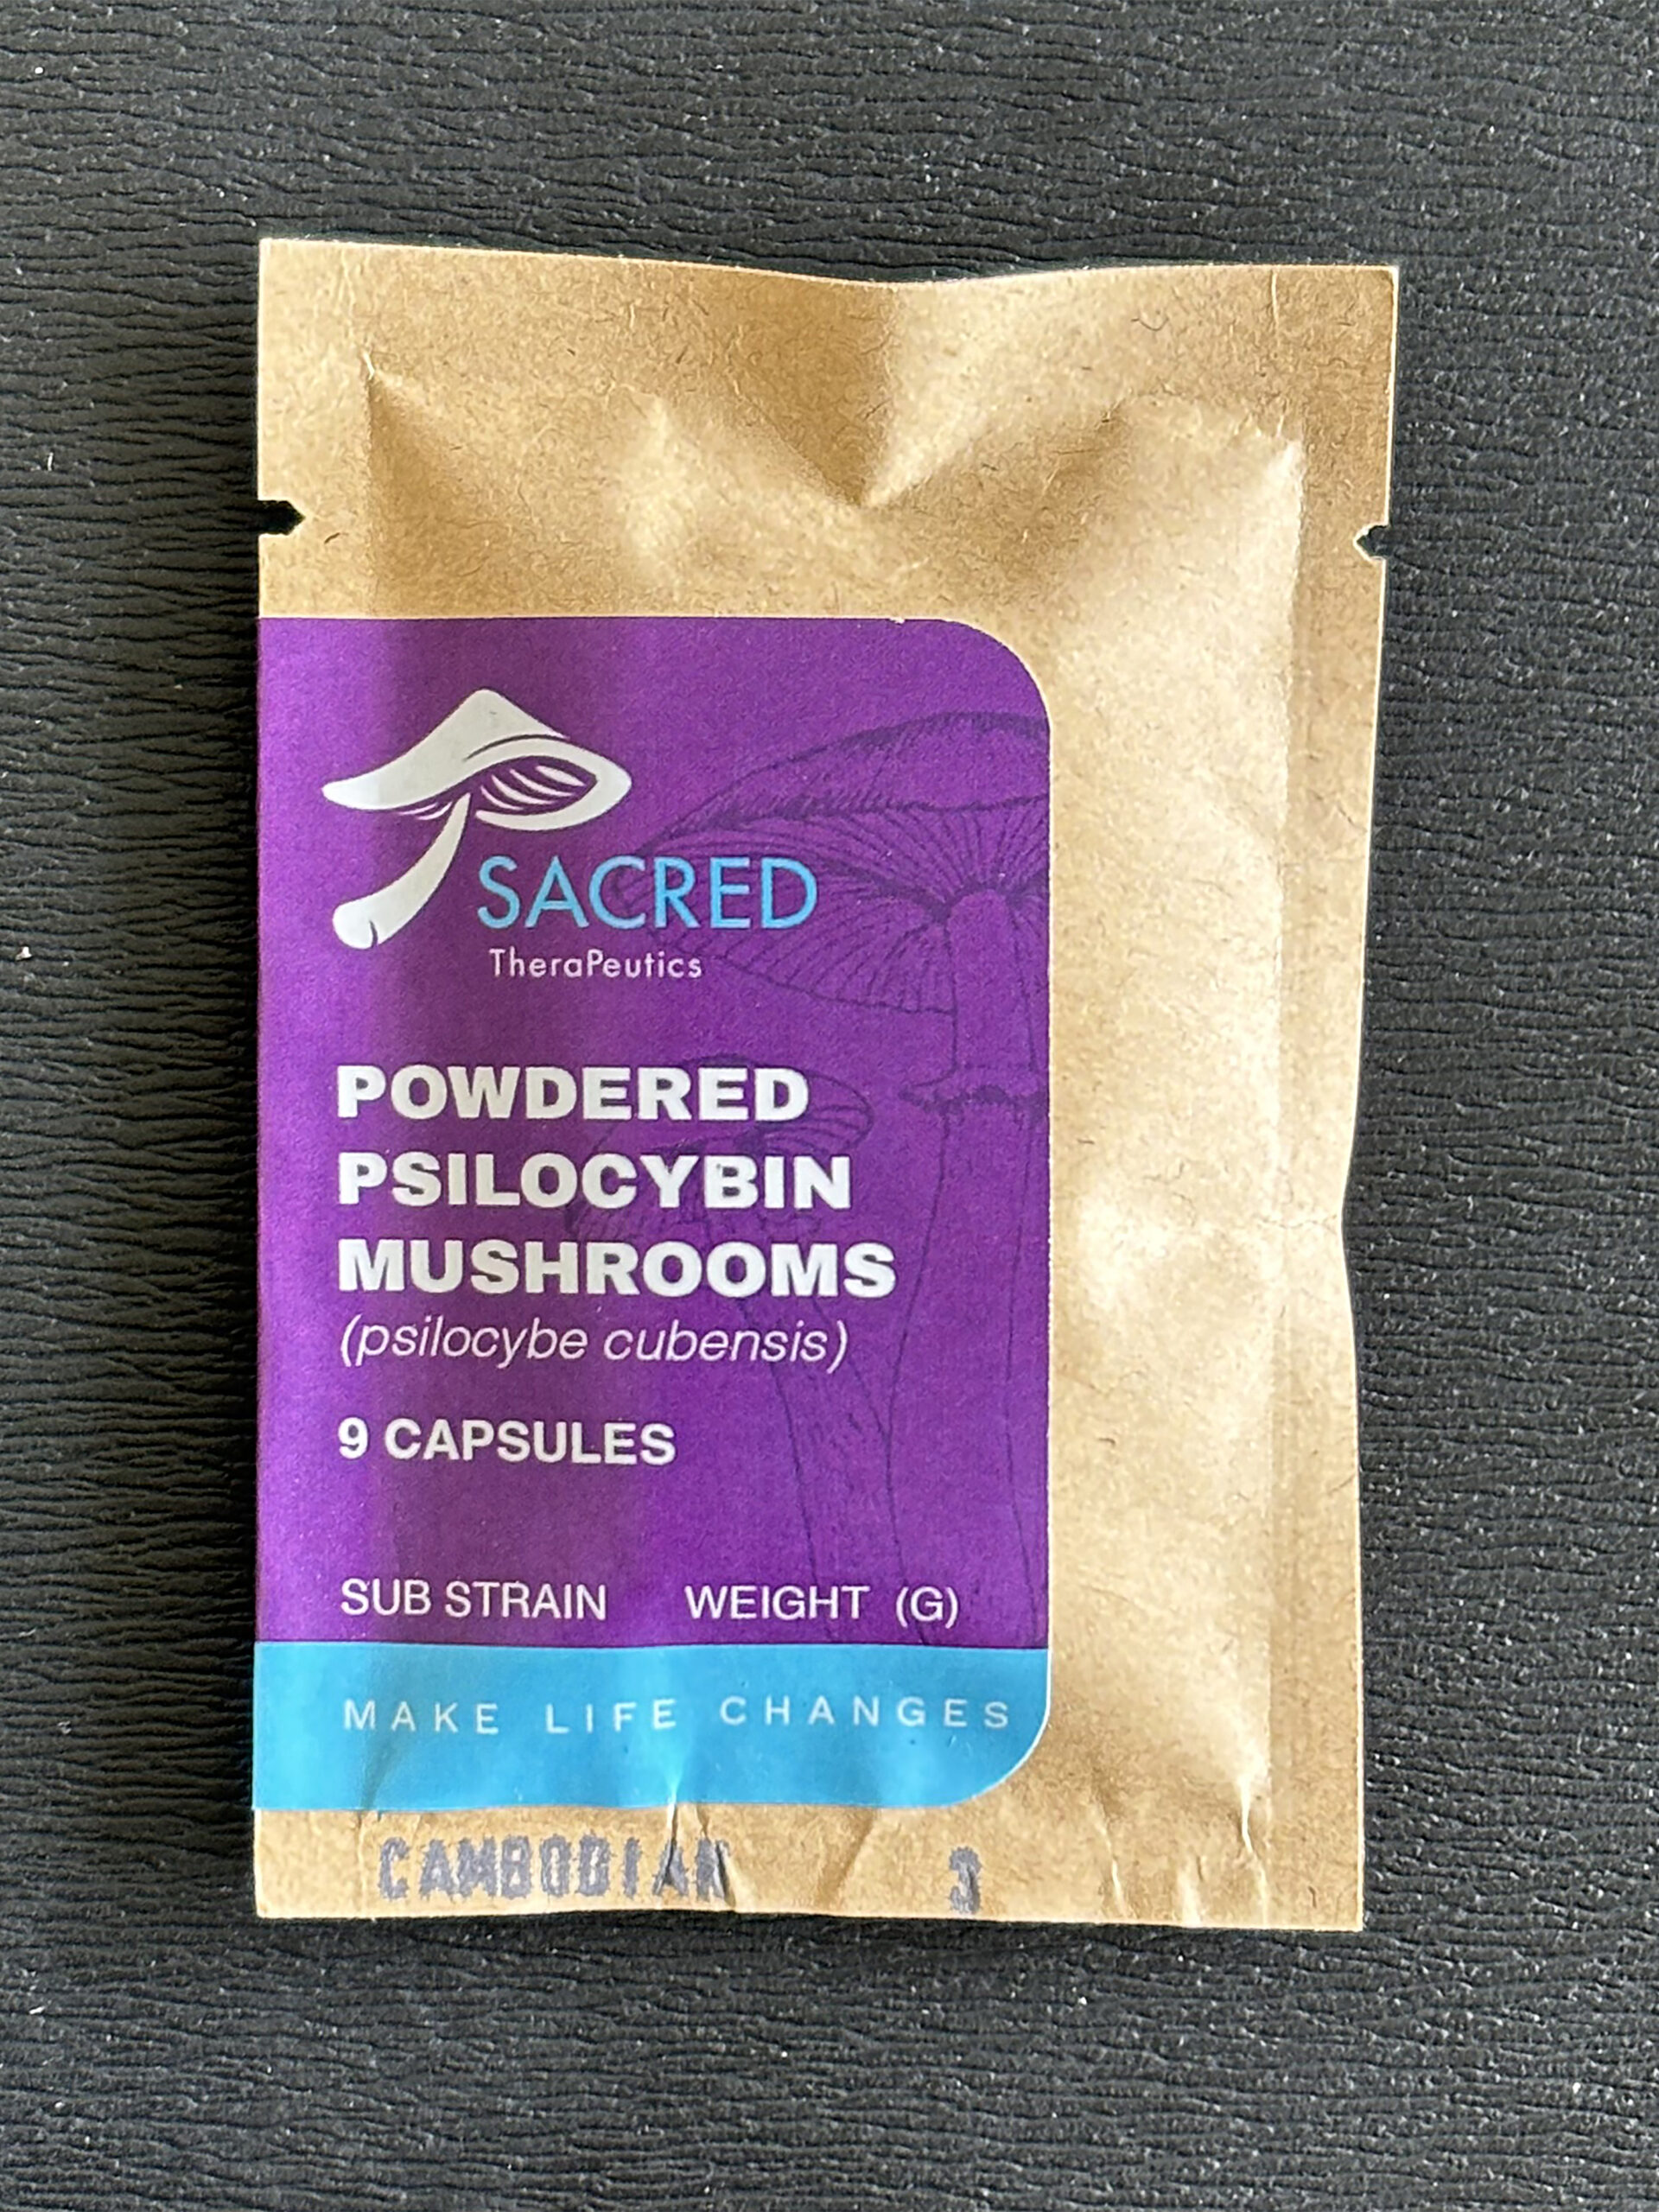 SACRED
TheraPeutics
POWDERED
PSILOCYBIN
MUSHROOMS
(psilocybe cubensis)
9 CAPSULES
SUB STRAIN WEIGHT (G)
MAKE LIFE CHANGES
CAMBODIAN 3